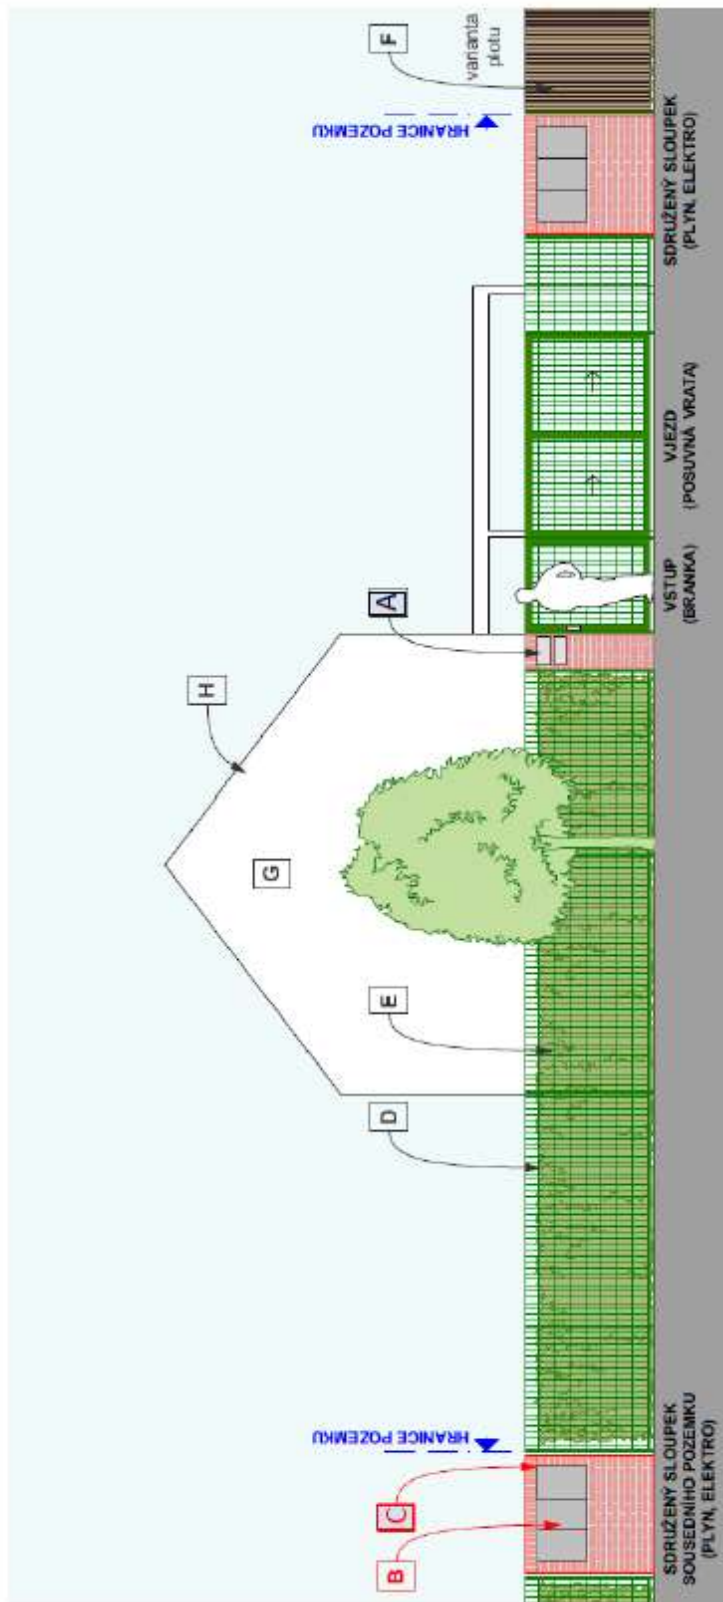 H
G
B
C
D
E
A
F
varianta
plotu
HRANICE POZEMKU
HRANICE POZEMKU
SDRUŽENÝ SLOUPEK
SOUSEDNÍHO POZEMKU
(PLYN, ELEKTRO)
VSTUP
(BRANKA)
VJEZD
(POSUVNÁ VRATA)
SDRUŽENÝ SLOUPEK
(PLYN, ELEKTRO)